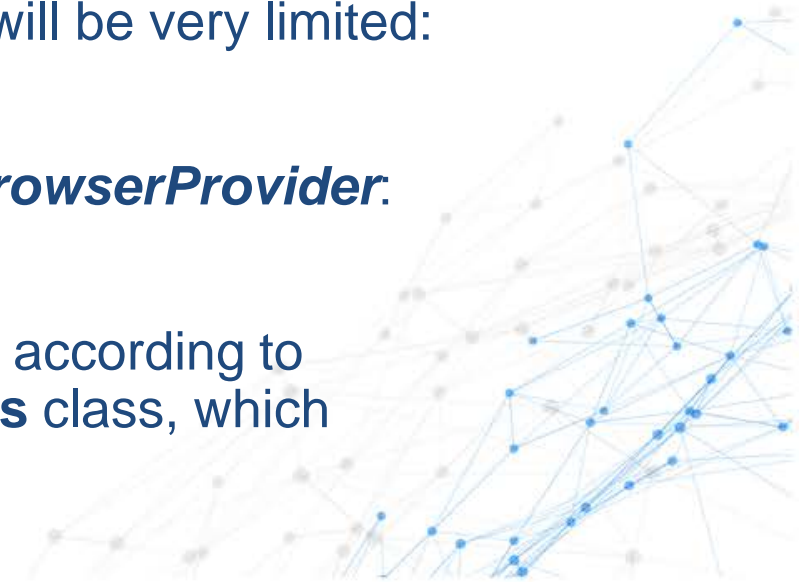 will be very limited:
rowserProvider:
according to
s class, which